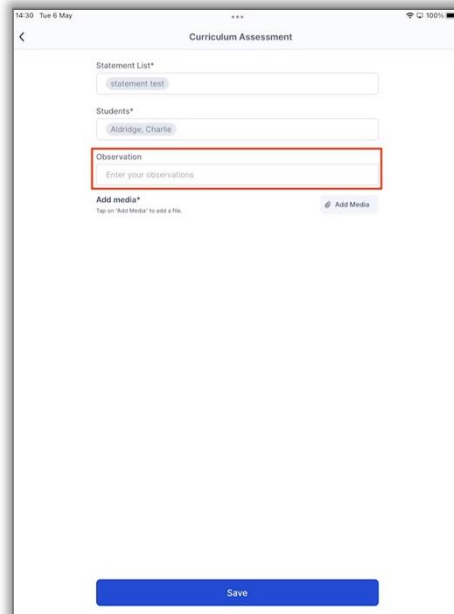 14:30 Tue 6 May
100%
Curriculum Assessment
Statement List*
statement test
Students*
Aldridge, Charlie
Observation
Enter your observations
Add media*
Tap on "Add Media" to add a file.
Add Media
Save